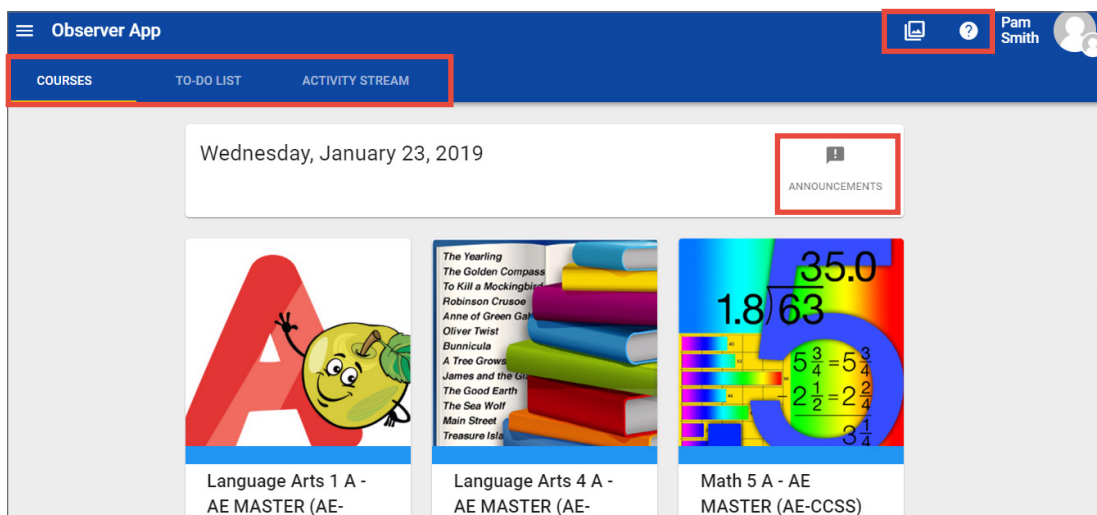 Observer App
Pam
Smith
COURSES TO-DO LIST ACTIVITY STREAM
Wednesday, January 23, 2019
ANNOUNCEMENTS
The Yearling
The Golden Compass
To Kill a Mockingbird
Robinson Crusoe
Anne of Green Gab
Oliver Twist
Bunnicula
A Tree Grows
James and the Gia
The Good Earth
The Sea Wolf
Main Street
Treasure Isla
35.0
1.8)63
5 3/4 = 5 3/4
- 2 1/2 = 2 2/4
3 1/4
Language Arts 1 A -
AE MASTER (AE-
Language Arts 4 A -
AE MASTER (AE-
Math 5 A - AE
MASTER (AE-CCSS)